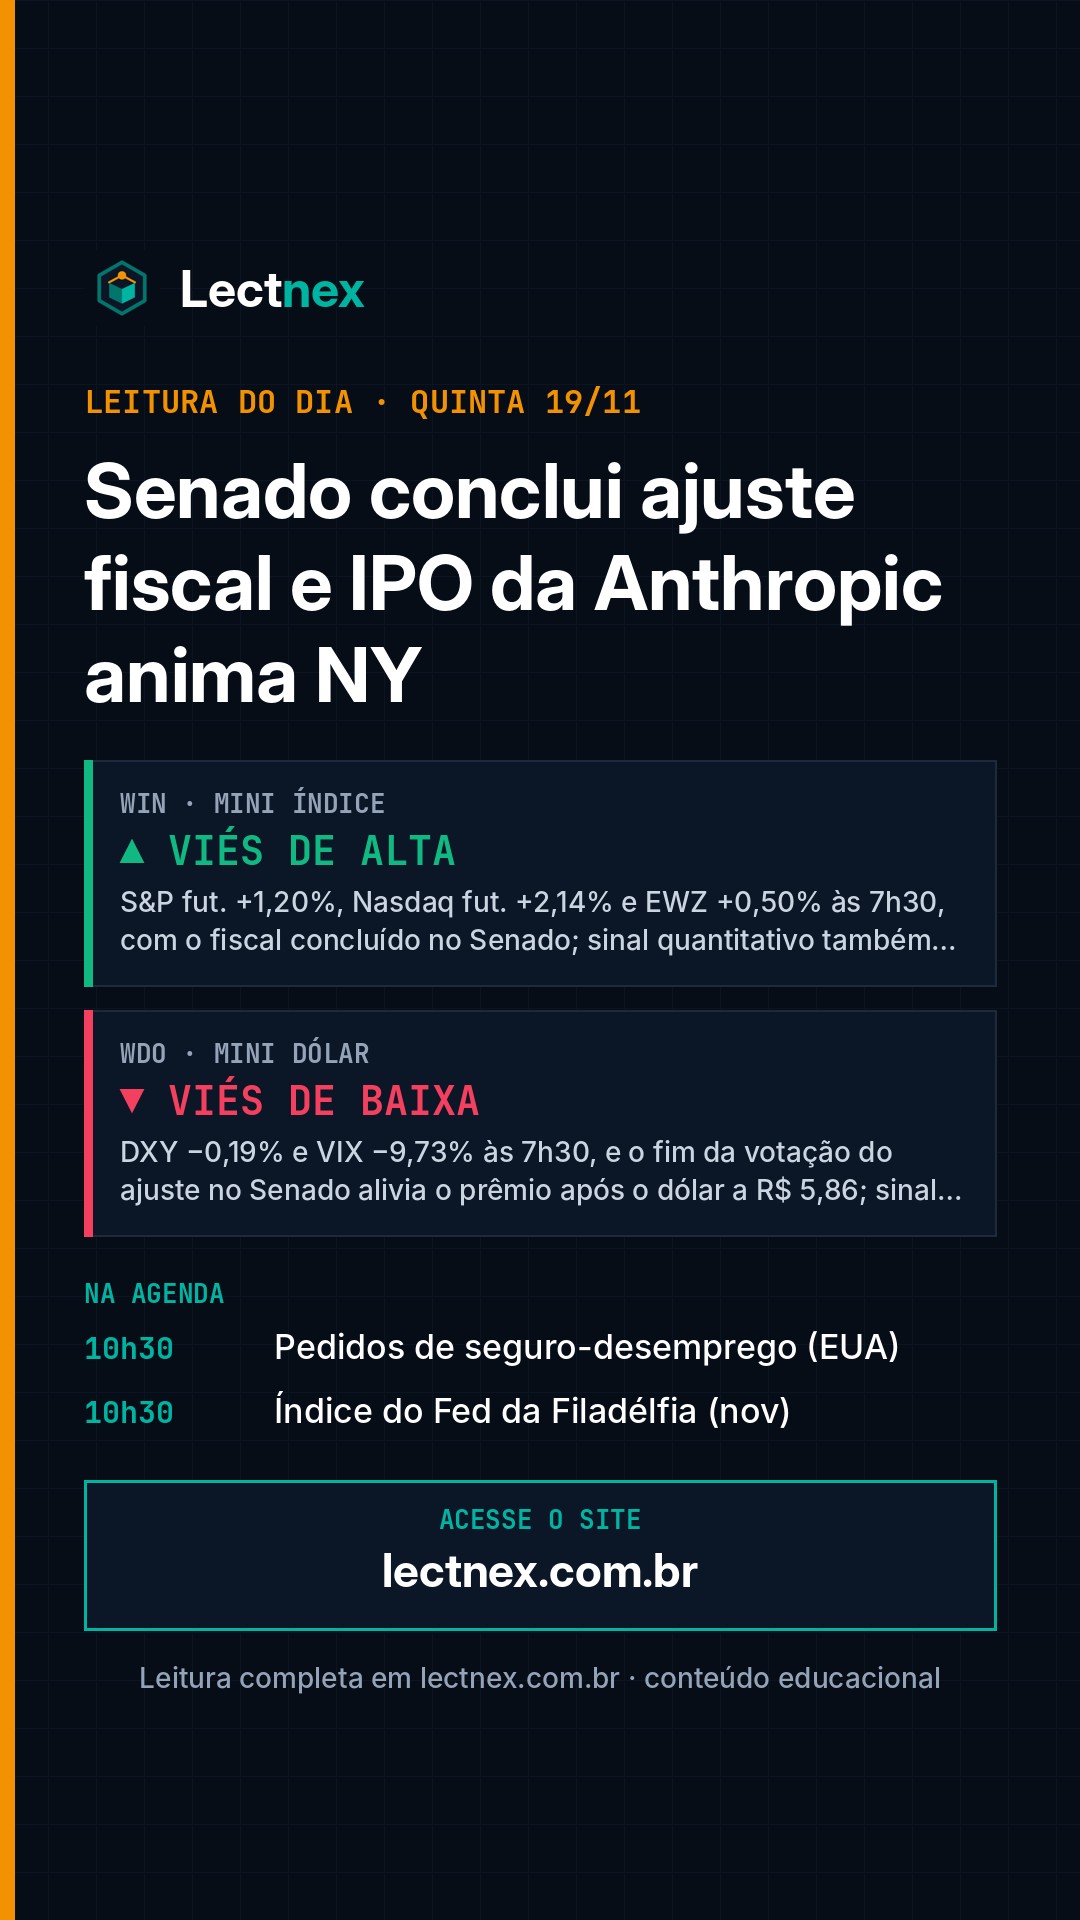 Lectnex
LEITURA DO DIA · QUINTA 19/11
Senado conclui ajuste
fiscal e IPO da Anthropic
anima NY
WIN · MINI ÍNDICE
▲ VIÉS DE ALTA
S&P fut. +1,20%, Nasdaq fut. +2,14% e EWZ +0,50% às 7h30,
com o fiscal concluído no Senado; sinal quantitativo também...
WDO · MINI DÓLAR
▼ VIÉS DE BAIXA
DXY −0,19% e VIX −9,73% às 7h30, e o fim da votação do
ajuste no Senado alivia o prêmio após o dólar a R$ 5,86; sinal...
NA AGENDA
10h30 Pedidos de seguro-desemprego (EUA)
10h30 Índice do Fed da Filadélfia (nov)
ACESSE O SITE
lectnex.com.br
Leitura completa em lectnex.com.br · conteúdo educacional